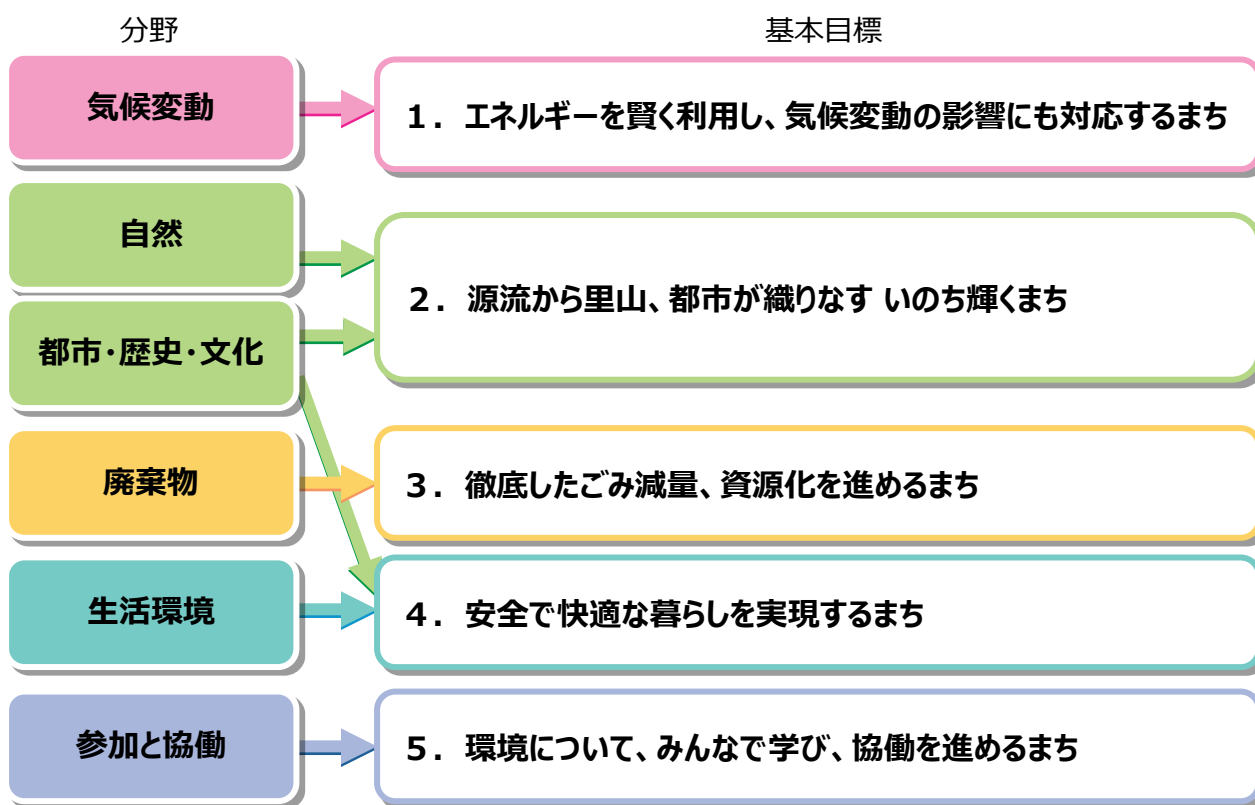 分野
基本目標
気候変動
1. エネルギーを賢く利用し、気候変動の影響にも対応するまち
自然
都市・歴史・文化
2. 源流から里山、都市が織りなす いのち輝くまち
廃棄物
3. 徹底したごみ減量、資源化を進めるまち
生活環境
4. 安全で快適な暮らしを実現するまち
参加と協働
5. 環境について、みんなで学び、協働を進めるまち